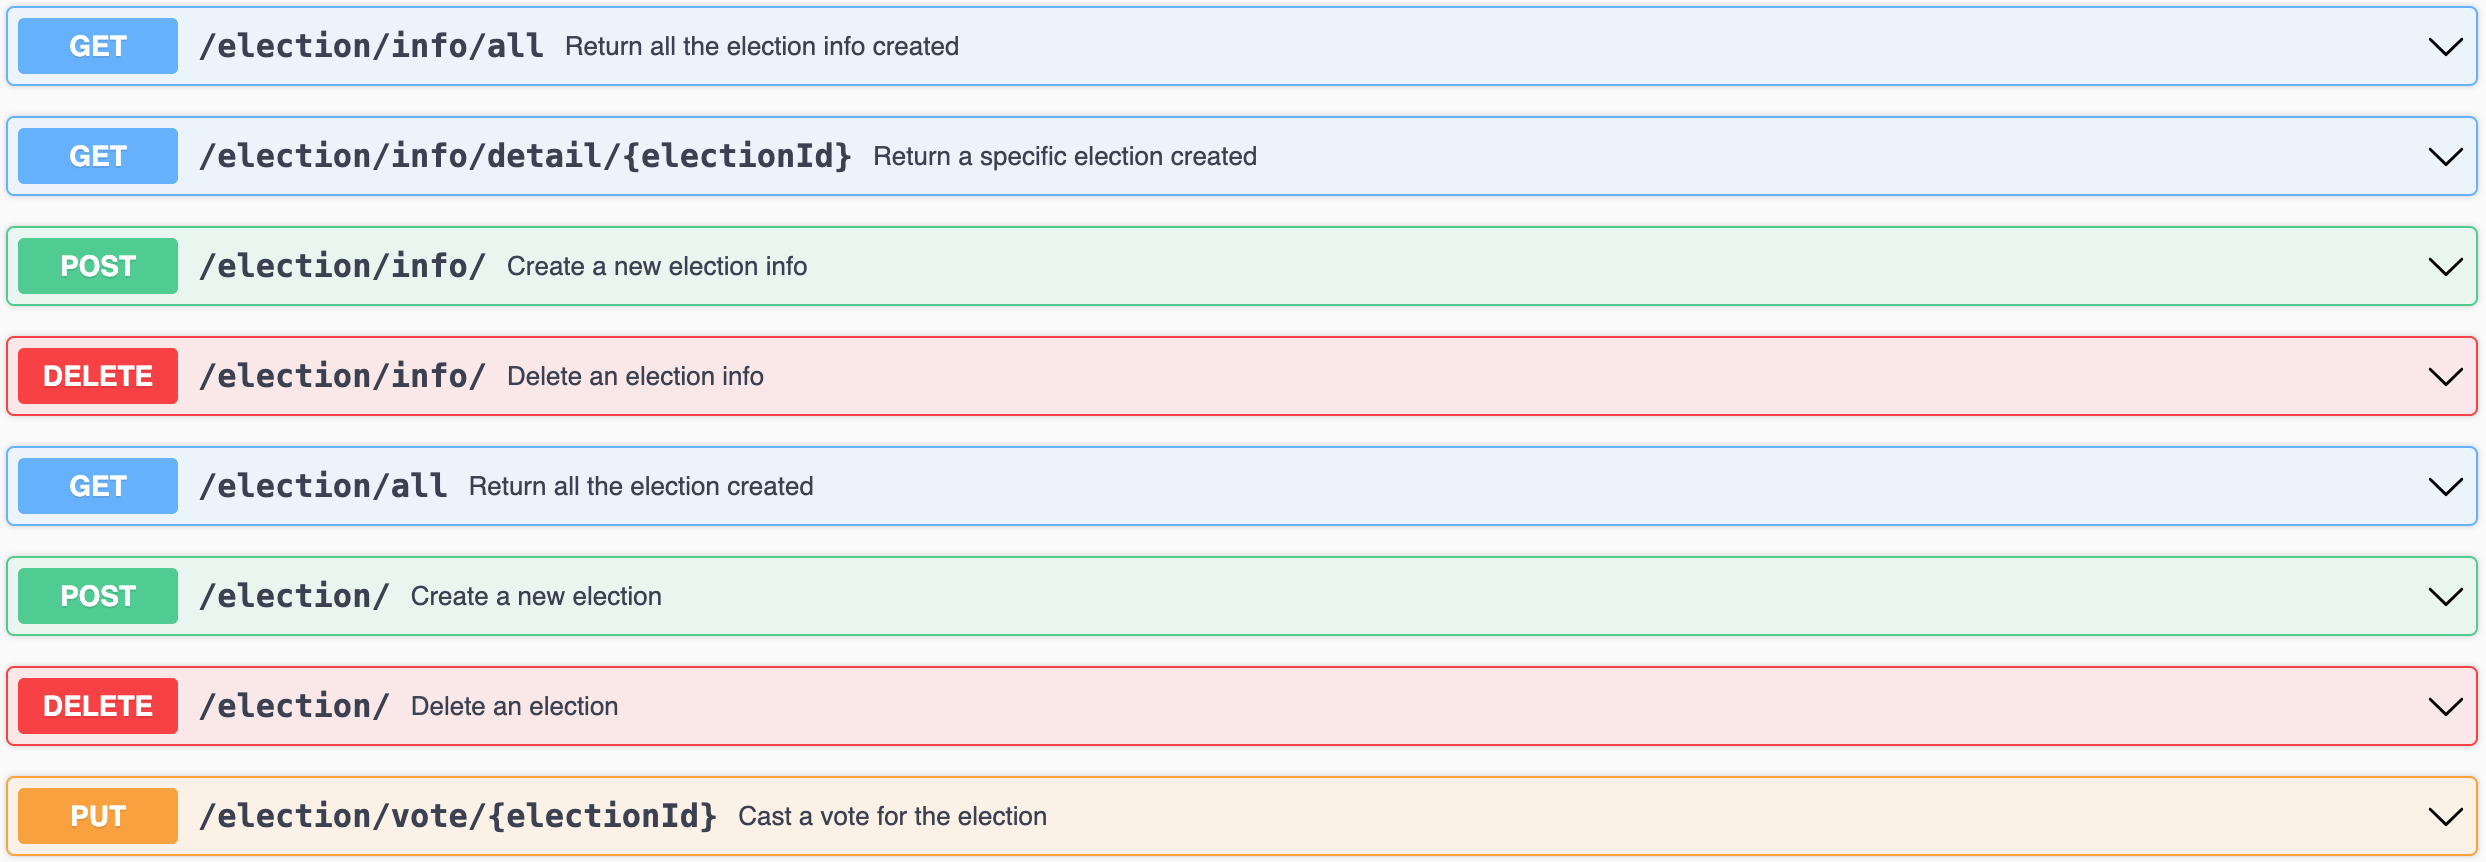 GET /election/info/all Return all the election info created
GET /election/info/detail/{electionId} Return a specific election created
POST /election/info/ Create a new election info
DELETE /election/info/ Delete an election info
GET /election/all Return all the election created
POST /election/ Create a new election
DELETE /election/ Delete an election
PUT /election/vote/{electionId} Cast a vote for the election